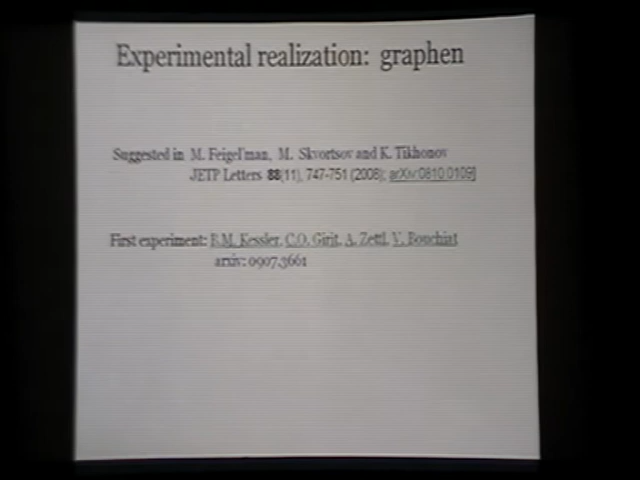 Experimental realization: graphen
Suggested in M. Feigel'man, M. Skvortsov and K. Tikhonov
JETP Letters 88(11), 747-751 (2008); arXiv:0810.0109]
First experiment: B.M. Kessler, C.O. Girit, A. Zettl, V. Bouchiat
arxiv: 0907.3661